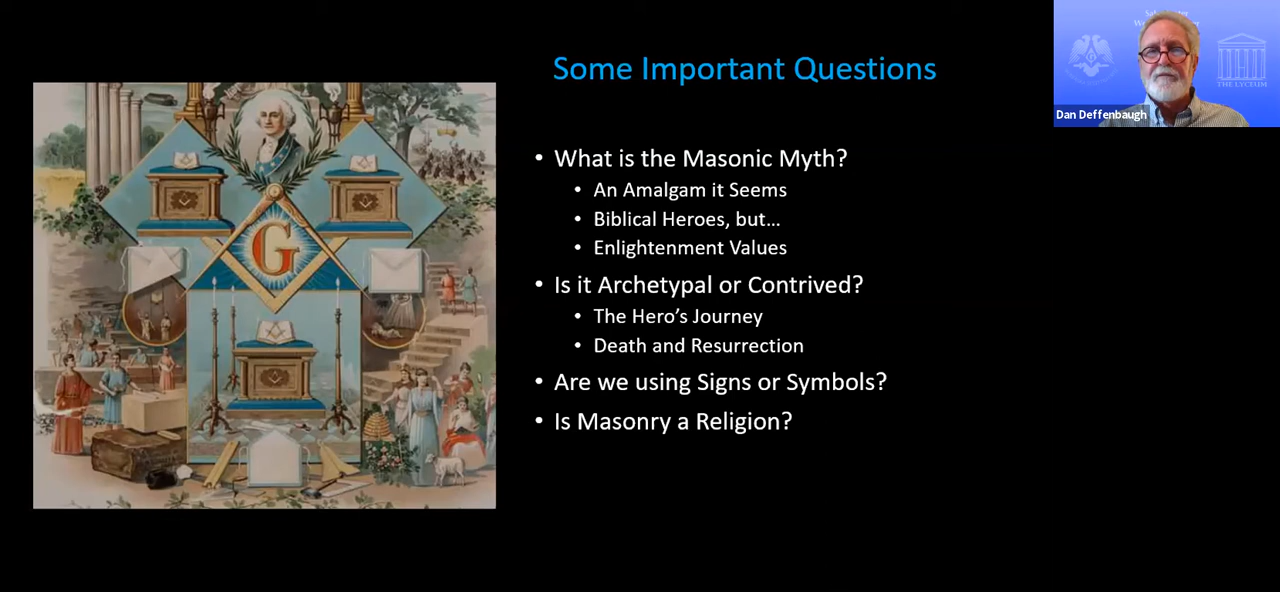 Some Important Questions
• What is the Masonic Myth?
• An Amalgam it Seems
• Biblical Heroes, but...
• Enlightenment Values
• Is it Archetypal or Contrived?
• The Hero's Journey
• Death and Resurrection
• Are we using Signs or Symbols?
• Is Masonry a Religion?
G
THE LYCEUM
Dan Deffenbaugh